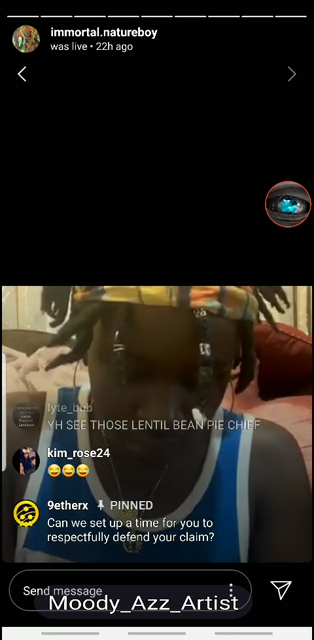 immortal.natureboy
was live • 22h ago
lyte_bub
YH SEE THOSE LENTIL BEAN PIE CHIEF
kim_rose24
😂😂😂
9etherx PINNED
Can we set up a time for you to
respectfully defend your claim?
Send message
Moody_Azz_Artist